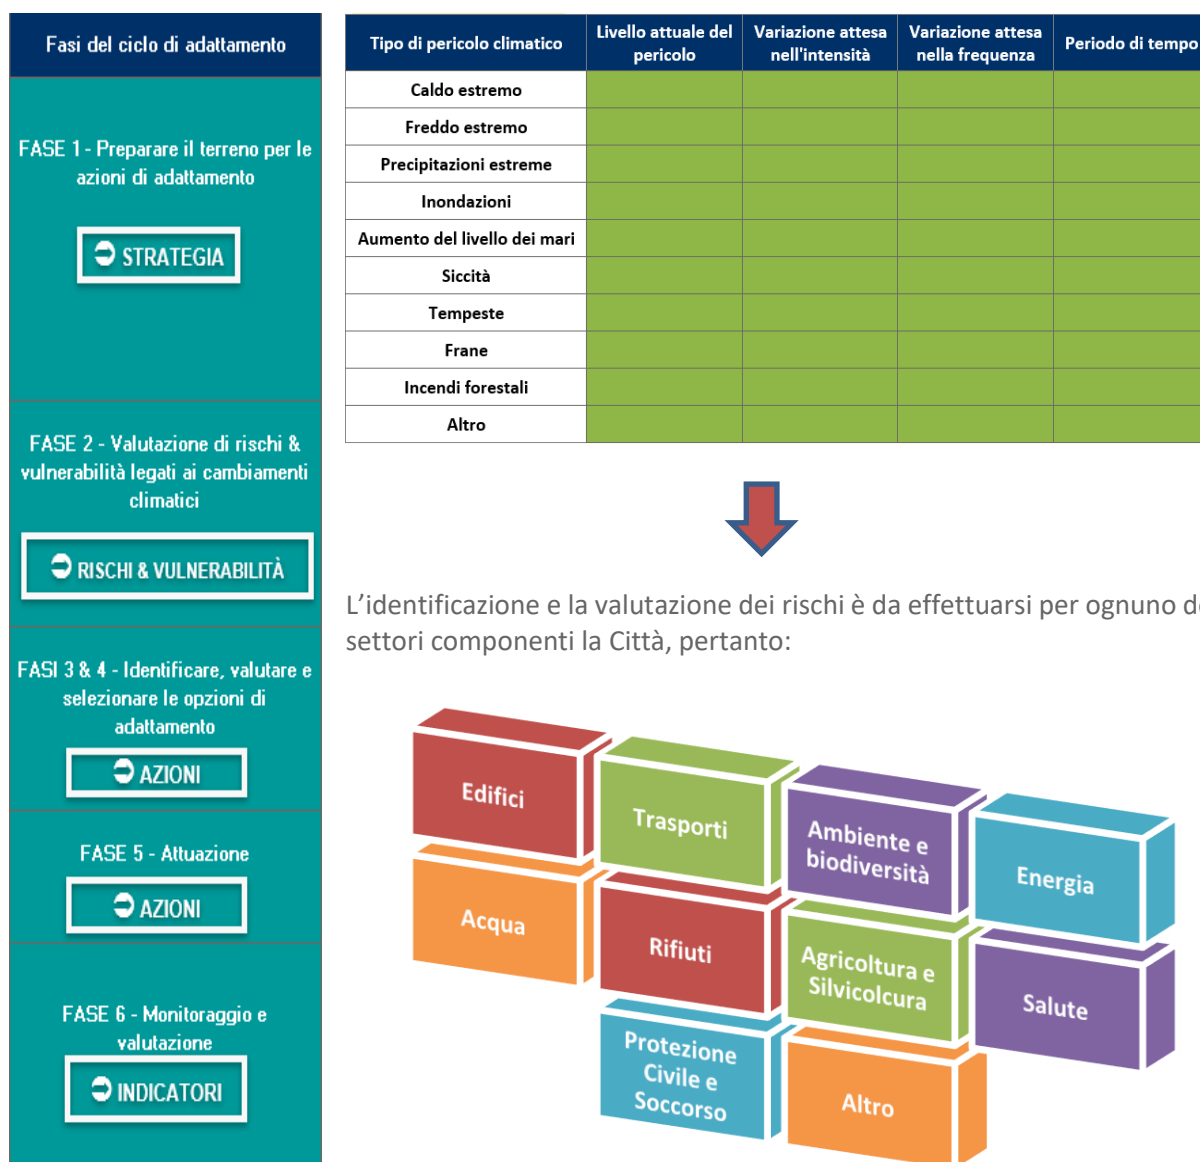 Fasi del ciclo di adattamento
FASE 1 - Preparare il terreno per le
azioni di adattamento
STRATEGIA
FASE 2 - Valutazione di rischi &
vulnerabilità legati ai cambiamenti
climatici
RISCHI & VULNERABILITÀ
FASI 3 & 4 - Identificare, valutare e
selezionare le opzioni di
adattamento
AZIONI
FASE 5 - Attuazione
AZIONI
FASE 6 - Monitoraggio e
valutazione
INDICATORI
Tipo di pericolo climatico
Livello attuale del
pericolo
Variazione attesa
nell'intensità
Variazione attesa
nella frequenza
Periodo di tempo
Caldo estremo
Freddo estremo
Precipitazioni estreme
Inondazioni
Aumento del livello dei mari
Siccità
Tempeste
Frane
Incendi forestali
Altro
L’identificazione e la valutazione dei rischi è da effettuarsi per ognuno
settori componenti la Città, pertanto:
Edifici
Trasporti
Ambiente e
biodiversità
Energia
Acqua
Rifiuti
Agricoltura e
Silvicolcura
Salute
Protezione
Civile e
Soccorso
Altro